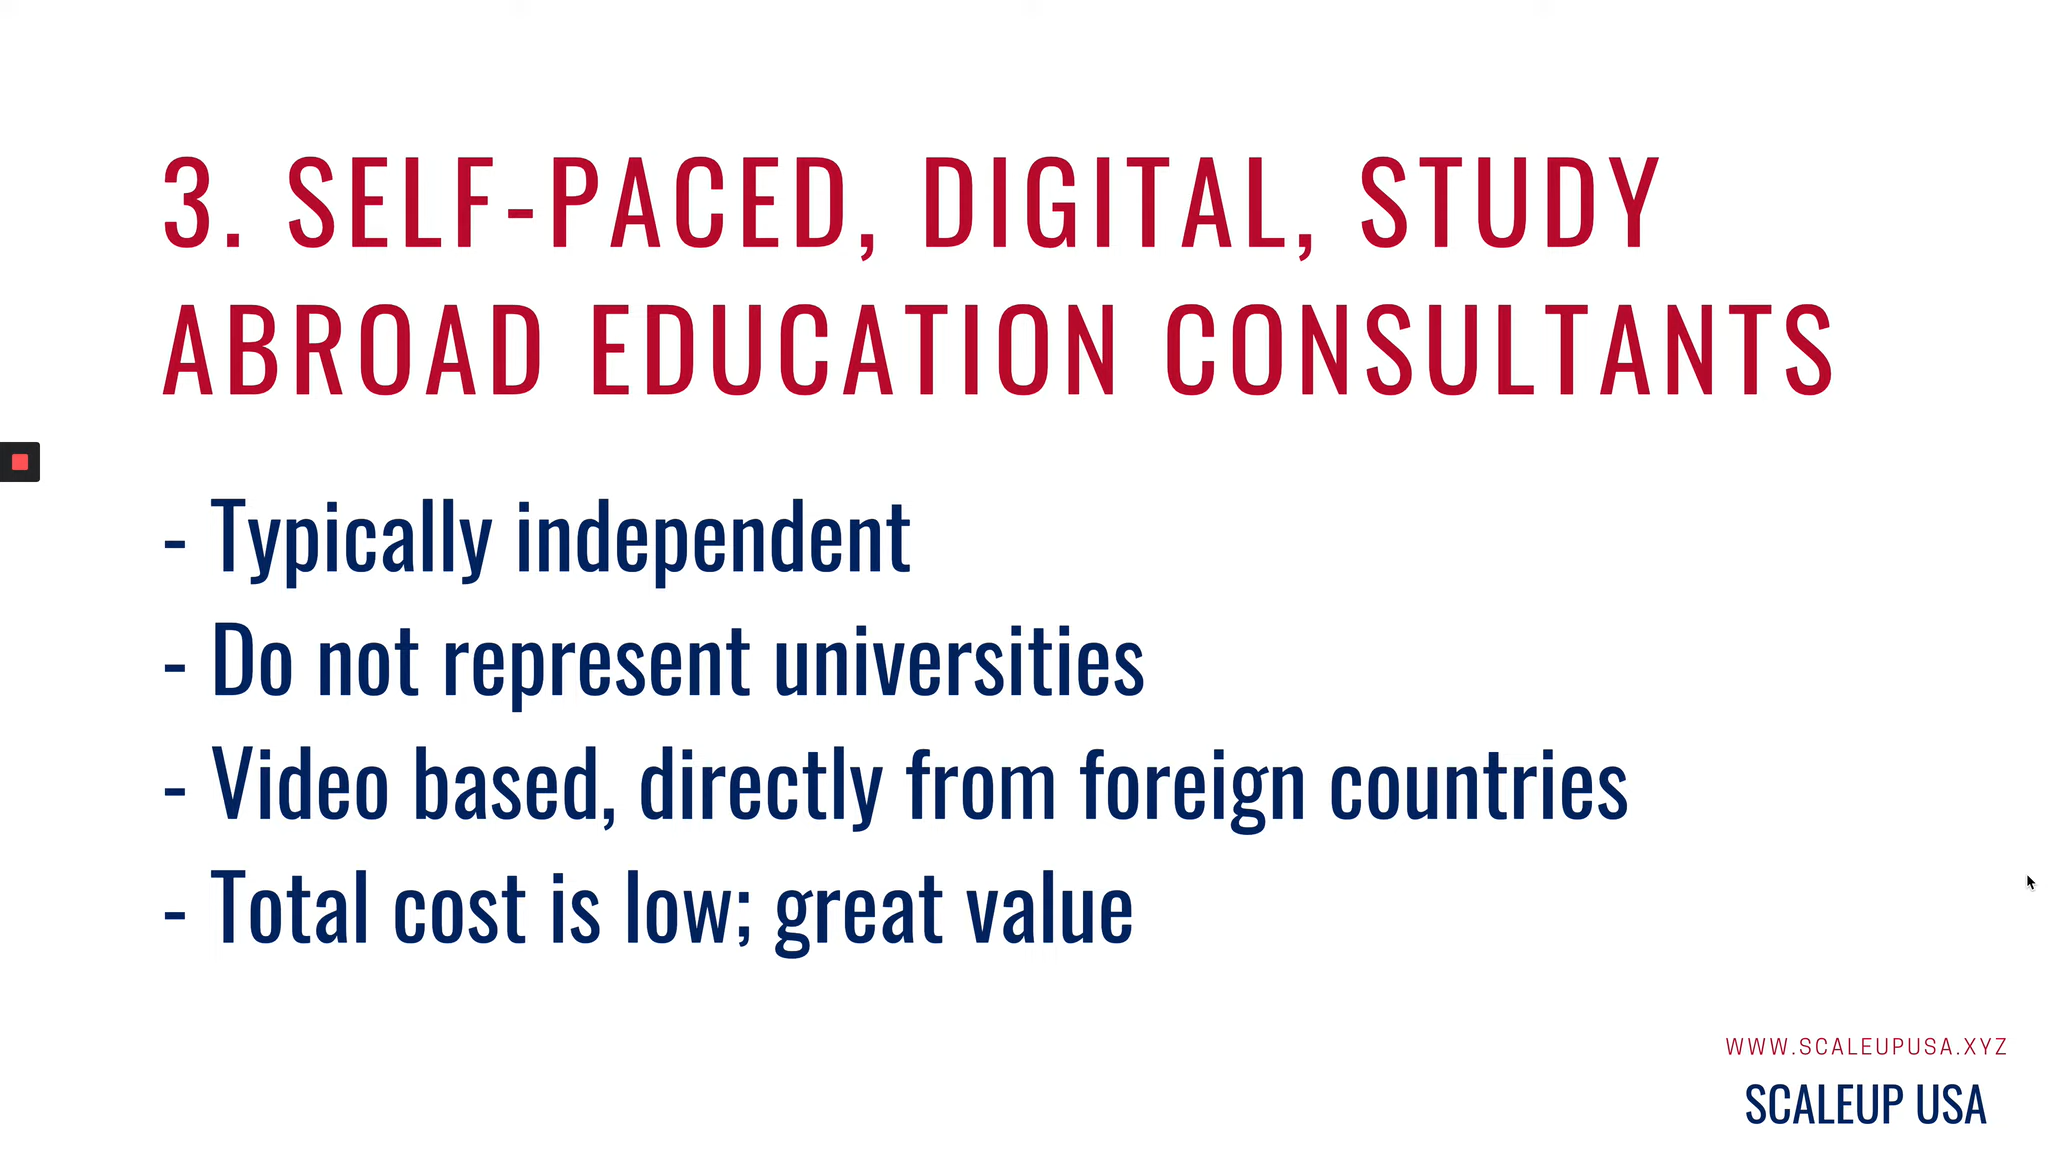 3. SELF-PACED, DIGITAL, STUDY
ABROAD EDUCATION CONSULTANTS
- Typically independent
- Do not represent universities
- Video based, directly from foreign countries
- Total cost is low; great value
WWW.SCALEUPUSA.XYZ
SCALEUP USA